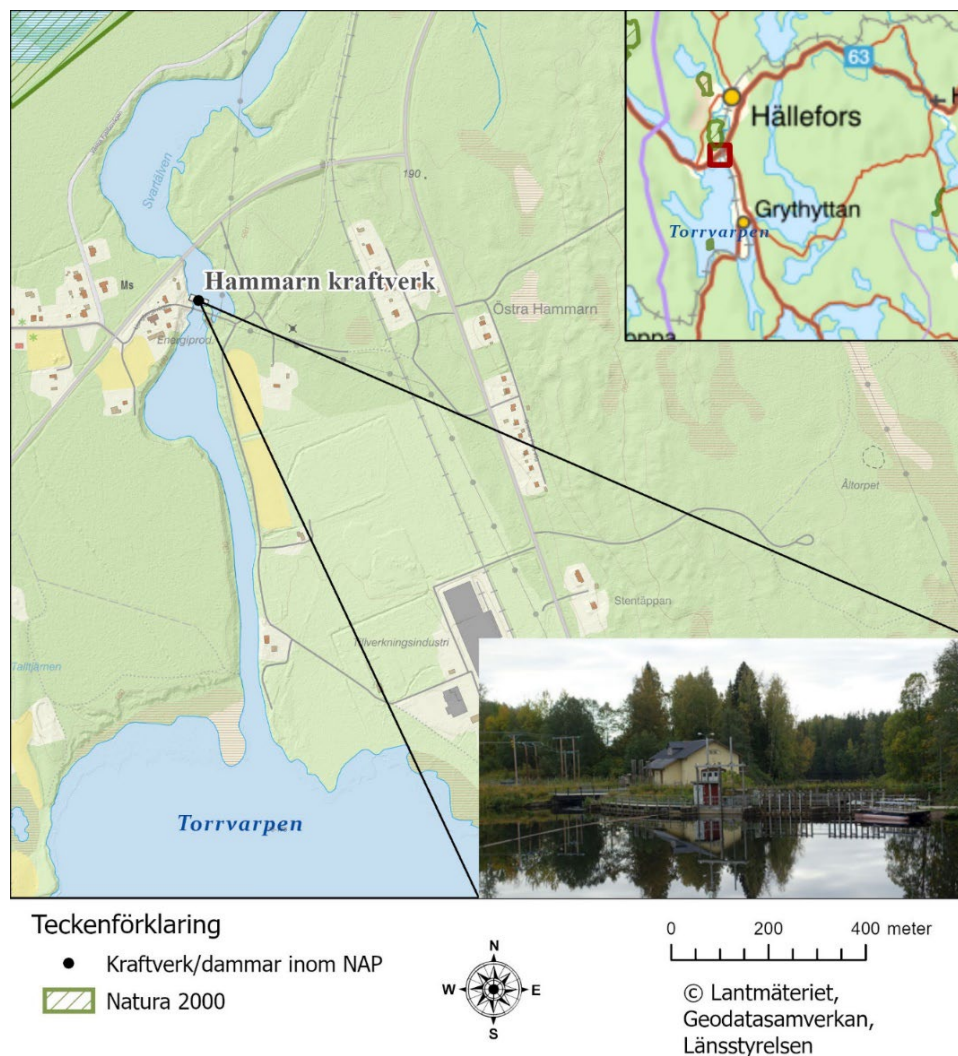 63
Hällefors
Grythyttan
Torrvarpen
190
Svartälven
Ms
Hammarn kraftverk
Östra Hammarn
Energiprod.
Åltorpet
Stentäppan
Tillverkningsindustri
Talltjärnen
Torrvarpen
Teckenförklaring
Kraftverk/dammar inom NAP
Natura 2000
N
W E
S
0 200 400 meter
© Lantmäteriet,
Geodatasamverkan,
Länsstyrelsen